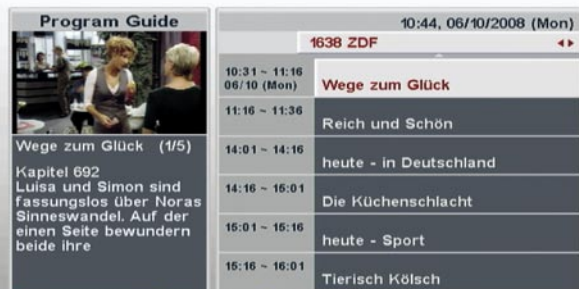 Program Guide
Wege zum Glück (1/5)
Kapitel 692
Luisa und Simon sind
fassungslos über Noras
Sinneswandel. Auf der
einen Seite bewundern
beide ihre
10:44, 06/10/2008 (Mon)
1638 ZDF
10:31 ~ 11:16
06/10 (Mon)
Wege zum Glück
11:16 ~ 11:36
Reich und Schön
14:01 ~ 14:16
heute - in Deutschland
14:16 ~ 15:01
Die Küchenschlacht
15:01 ~ 15:16
heute - Sport
15:16 ~ 16:01
Tierisch Kölsch